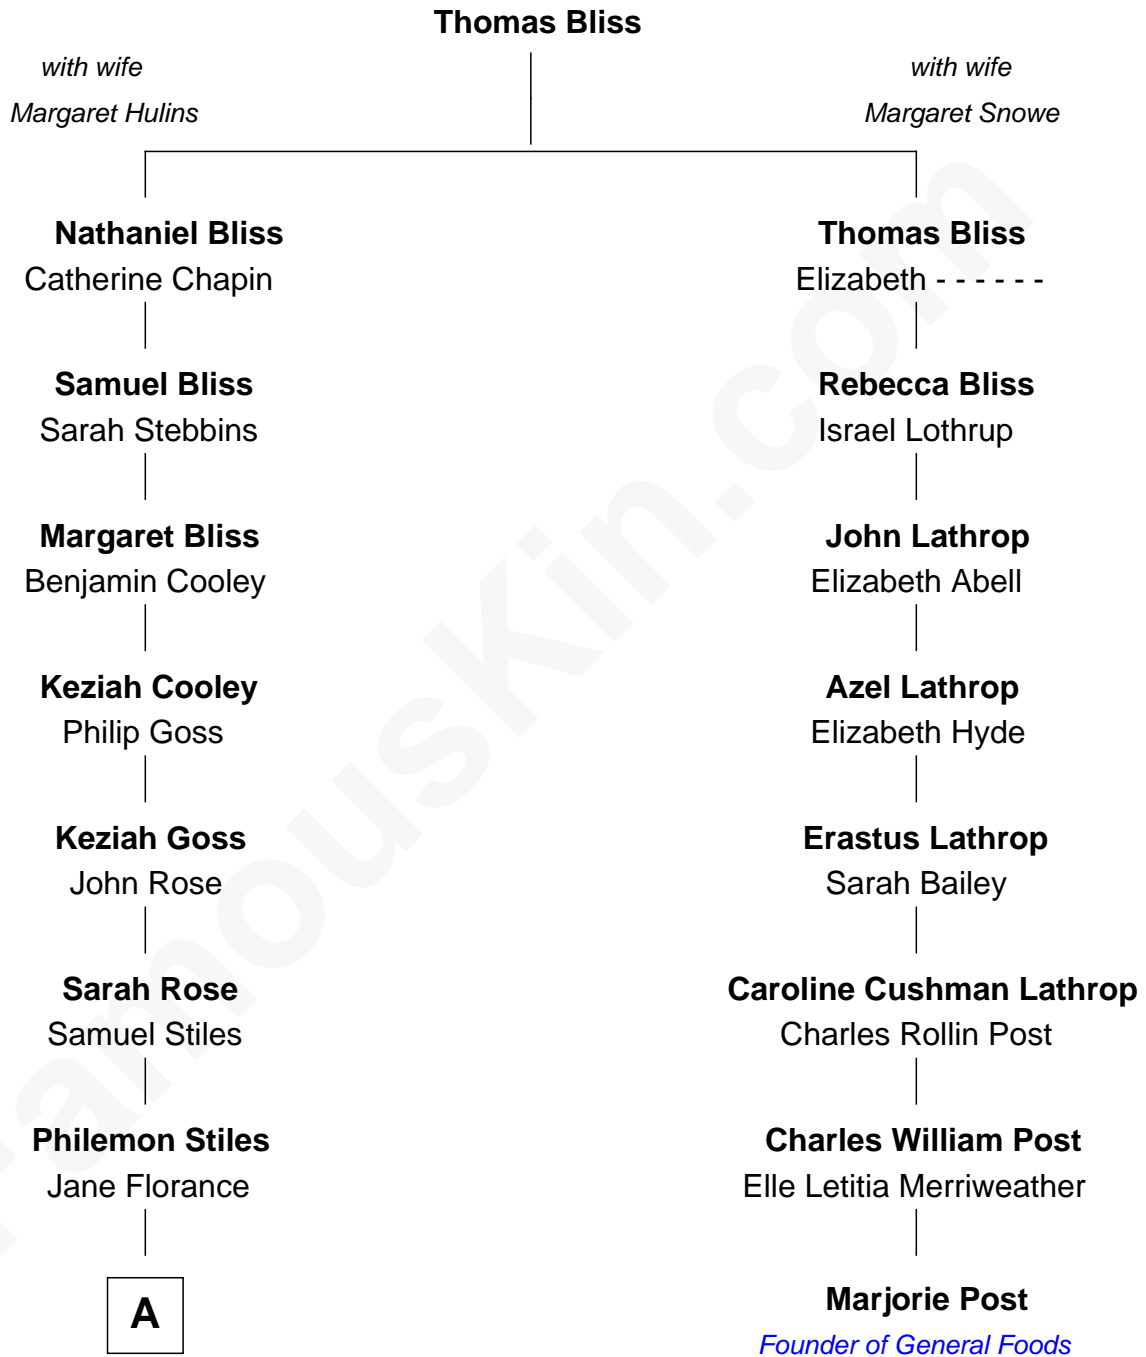 Thomas Bliss
with wife
Margaret Hulins
with wife
Margaret Snowe
Nathaniel Bliss
Catherine Chapin
Thomas Bliss
Elizabeth - - - - - -
Samuel Bliss
Sarah Stebbins
Rebecca Bliss
Israel Lothrup
Margaret Bliss
Benjamin Cooley
John Lathrop
Elizabeth Abell
Keziah Cooley
Philip Goss
Azel Lathrop
Elizabeth Hyde
Keziah Goss
John Rose
Erastus Lathrop
Sarah Bailey
Sarah Rose
Samuel Stiles
Caroline Cushman Lathrop
Charles Rollin Post
Philemon Stiles
Jane Florance
Charles William Post
Elle Letitia Merriweather
A
Marjorie Post
Founder of General Foods
FamousKin.com